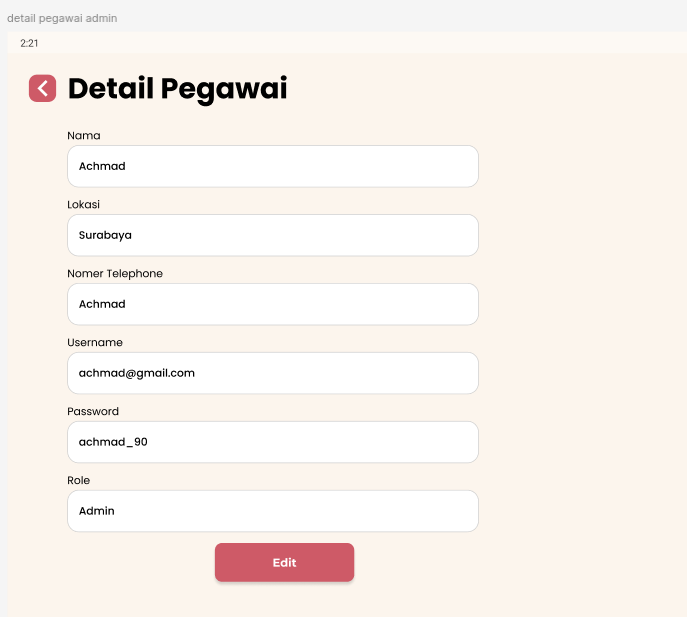 detail pegawai admin
2:21
Detail Pegawai
Nama
Achmad
Lokasi
Surabaya
Nomer Telephone
Achmad
Username
achmad@gmail.com
Password
achmad_90
Role
Admin
Edit